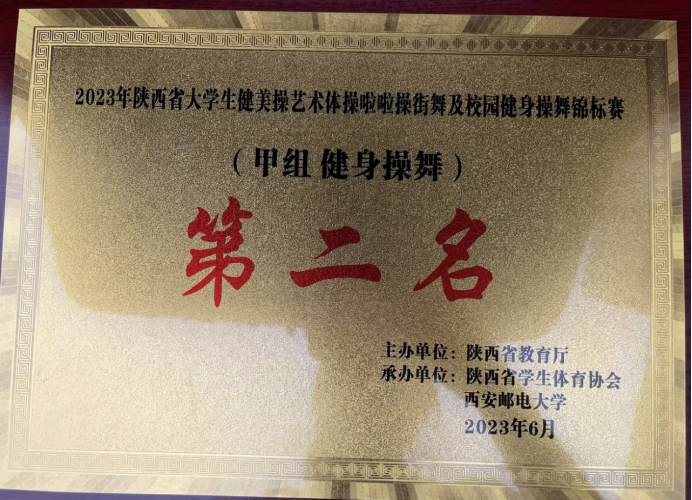 2023年陕西省大学生健美操艺术体操啦啦操街舞及校园健身操舞锦标赛
（甲组 健身操舞）
第二名
主办单位：陕西省教育厅
承办单位：陕西省学生体育协会
西安邮电大学
2023年6月